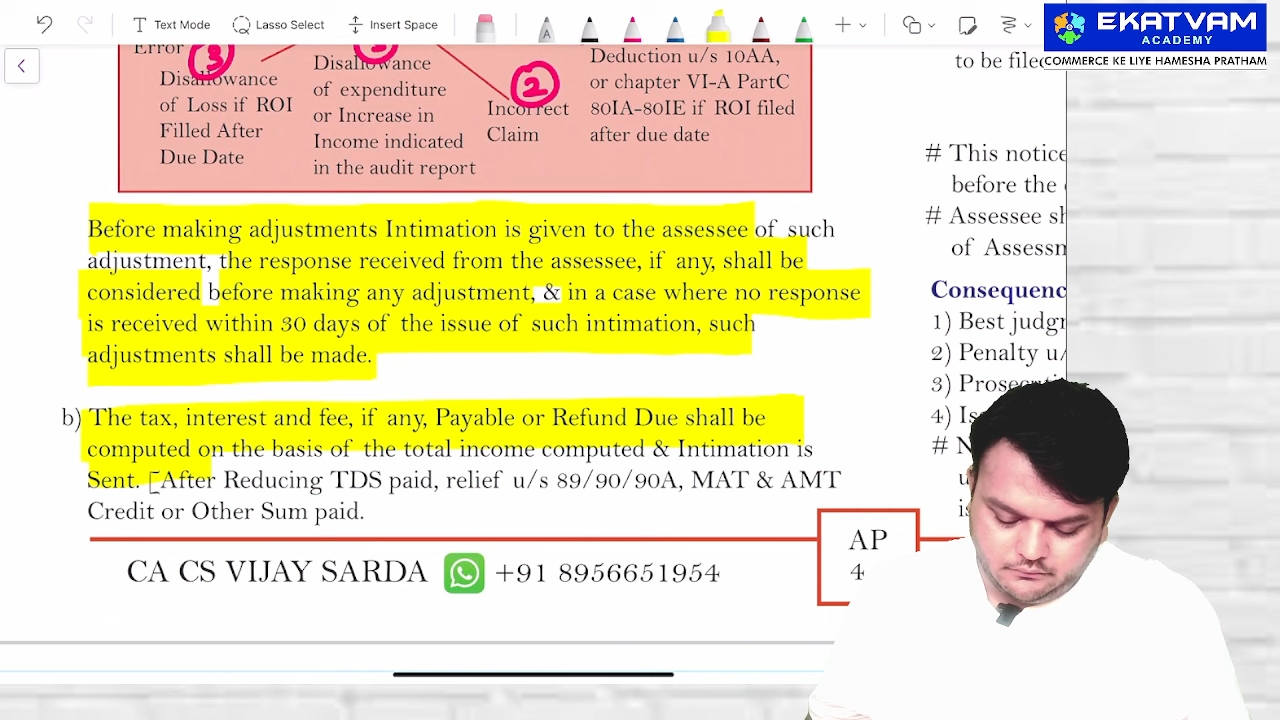 Text Mode
Lasso Select
Insert Space
EKATVAM
ACADEMY
COMMERCE KE LIYE HAMESHA PRATHAM
Error
3
Disallowance
of Loss if ROI
Filled After
Due Date
Disallowance
of expenditure
or Increase in
Income indicated
in the audit report
2
Incorrect
Claim
Deduction u/s 10AA,
or chapter VI-A PartC
80IA-80IE if ROI filed
after due date
Before making adjustments Intimation is given to the assessee of such
adjustment, the response received from the assessee, if any, shall be
considered before making any adjustment, & in a case where no response
is received within 30 days of the issue of such intimation, such
adjustments shall be made.
b) The tax, interest and fee, if any, Payable or Refund Due shall be
computed on the basis of the total income computed & Intimation is
Sent. [After Reducing TDS paid, relief u/s 89/90/90A, MAT & AMT
Credit or Other Sum paid.
CA CS VIJAY SARDA +91 8956651954
AP
4
to be
# This notice
before the
# Assessee
of
1) Best
2) Penalty
3)
4)
#